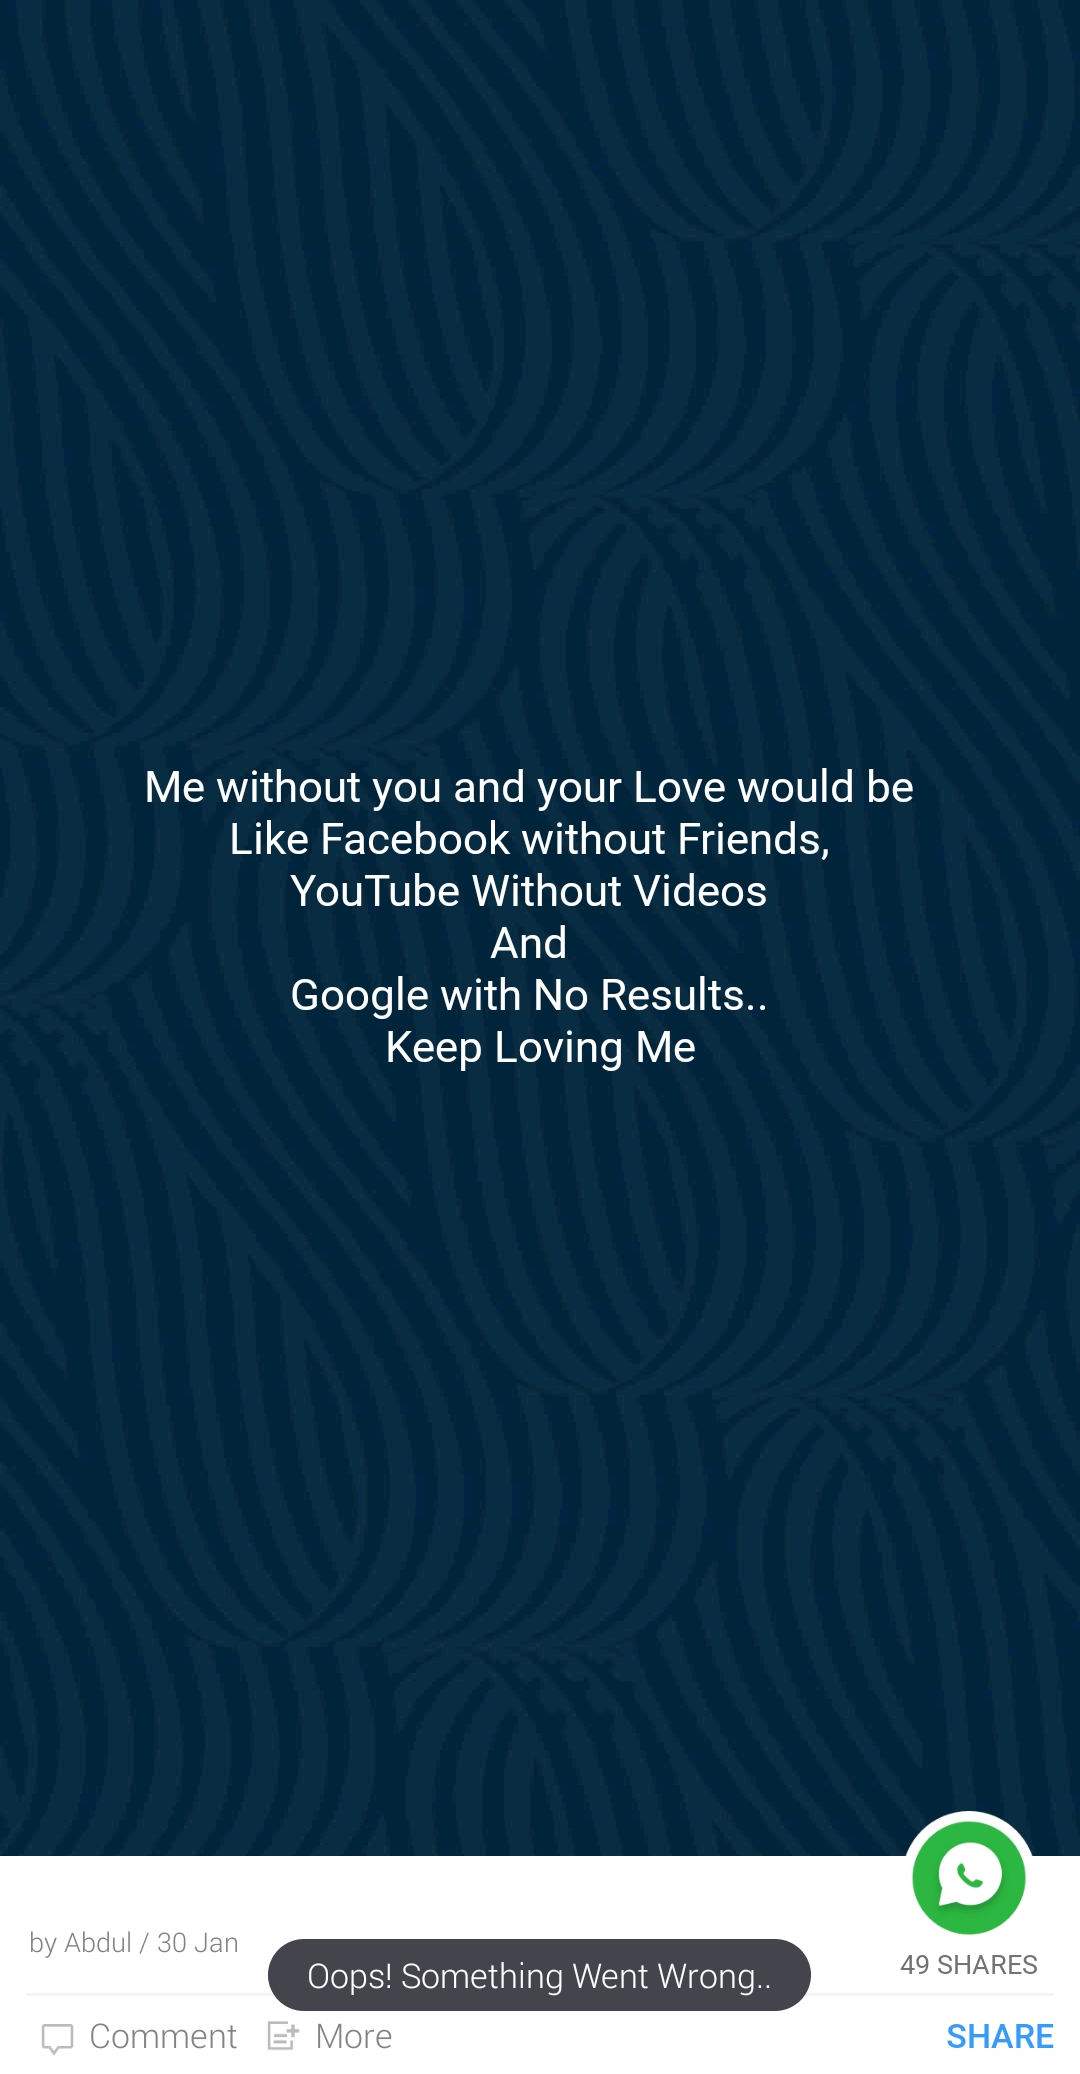 Me without you and your Love would be
Like Facebook without Friends,
YouTube Without Videos
And
Google with No Results..
Keep Loving Me
by Abdul / 30 Jan
49 SHARES
Oops! Something Went Wrong..
Comment
More
SHARE